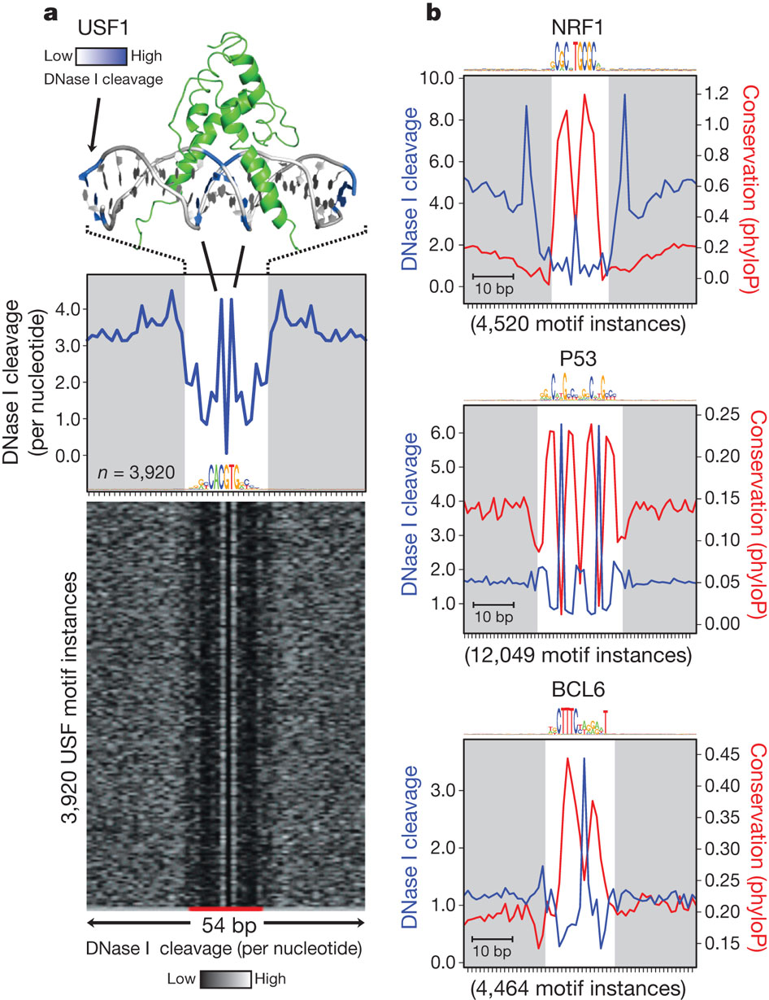 a
USF1
Low High
DNase I cleavage
DNase I cleavage
(per nucleotide)
4.0
3.0
2.0
1.0
0.0
n = 3,920
CACGTG
3,920 USF motif instances
54 bp
DNase I cleavage (per nucleotide)
Low High
b
NRF1
CGC TGCGC
DNase I cleavage
10.0
8.0
6.0
4.0
2.0
0.0
10 bp
1.2
1.0
0.8
0.6
0.4
0.2
0.0
Conservation (phyloP)
(4,520 motif instances)
P53
DNase I cleavage
6.0
5.0
4.0
3.0
2.0
1.0
10 bp
0.25
0.20
0.15
0.10
0.05
0.00
Conservation (phyloP)
(12,049 motif instances)
BCL6
CTTTC T
DNase I cleavage
3.0
2.0
1.0
0.0
10 bp
0.45
0.40
0.35
0.30
0.25
0.20
0.15
Conservation (phyloP)
(4,464 motif instances)